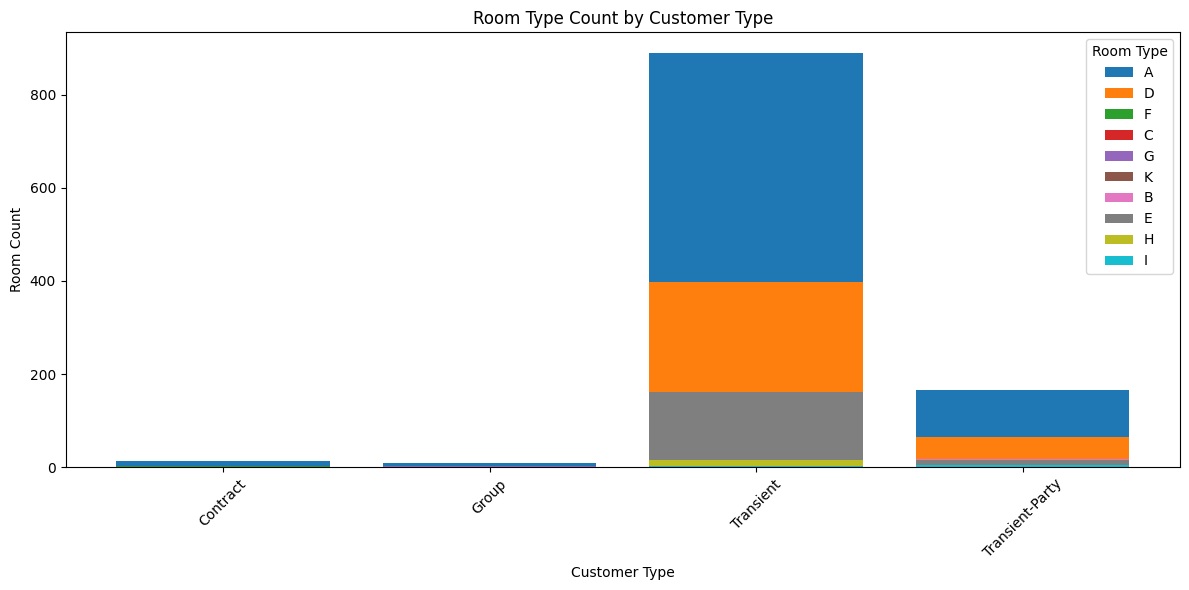 Room Type Count by Customer Type
Room Count
800
600
400
200
0
Room Type
A
D
F
C
G
K
B
E
H
I
Contract
Group
Transient
Transient-Party
Customer Type